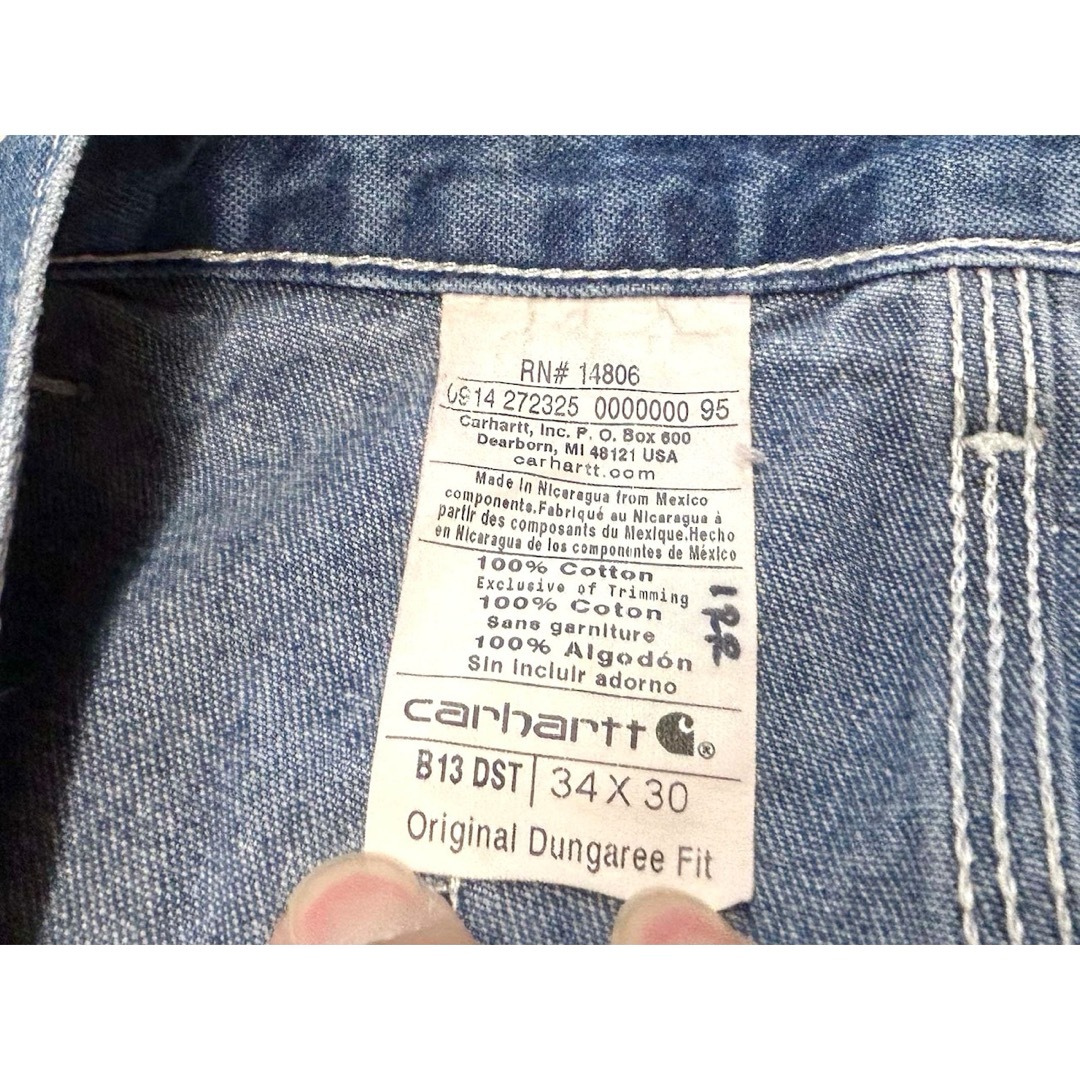 RN# 14806
0914 272325 0000000 95
Carhartt, Inc. P. O. Box 600
Dearborn, MI 48121 USA
carhartt.com
Made In Nicaragua from Mexico
components.Fabriqué au Nicaragua à
partir des composants du Mexique.Hecho
en Nicaragua de los componentes de México
100% Cotton
Exclusive of Trimming
100% Coton
Sans garniture
100% Algodón
Sin incluir adorno
carhartt ®
B13 DST 34 X 30
Original Dungaree Fit